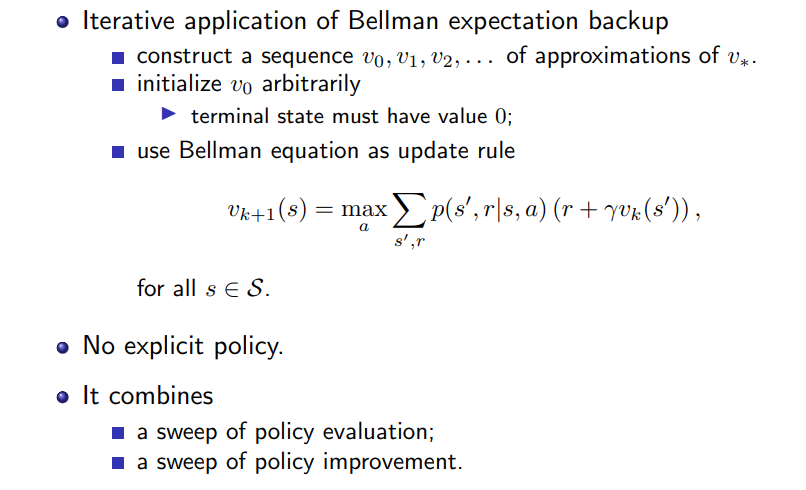 Iterative application of Bellman expectation backup
construct a sequence v₀, v₁, v₂, . . . of approximations of v∗.
initialize v₀ arbitrarily
terminal state must have value 0;
use Bellman equation as update rule
vₖ₊₁(s) = max_a ∑_{s′,r} p(s′, r|s, a) (r + γvₖ(s′)) ,
for all s ∈ 𝒮.
No explicit policy.
It combines
a sweep of policy evaluation;
a sweep of policy improvement.